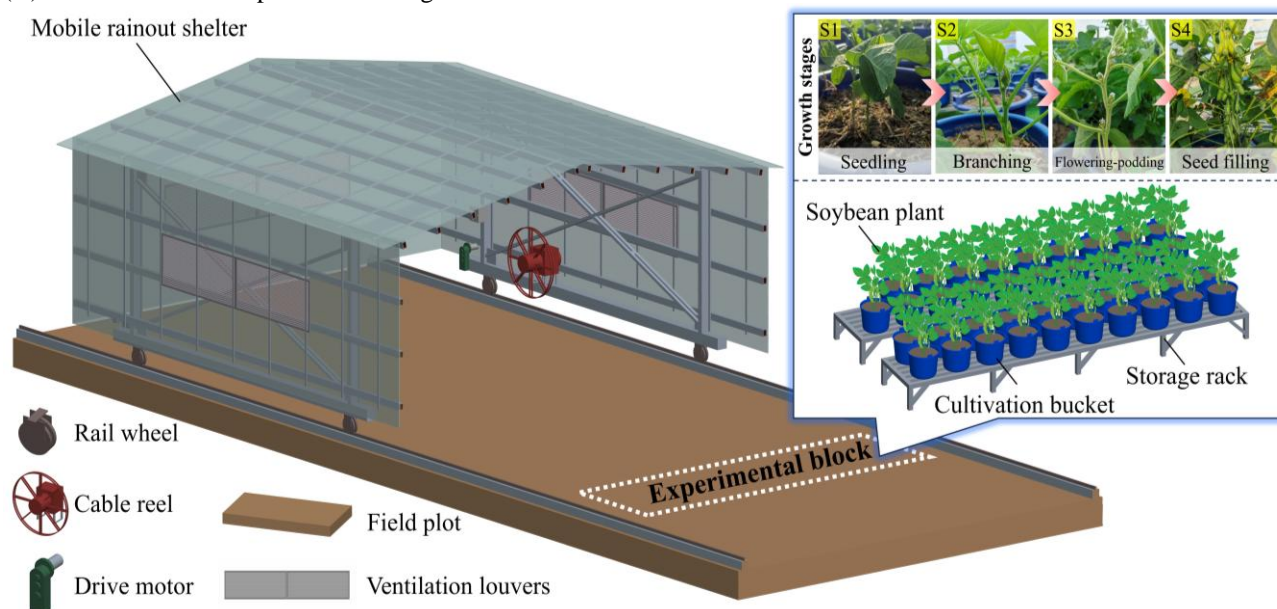 Mobile rainout shelter
Growth stages
S1
S2
S3
S4
Seedling
Branching
Flowering-podding
Seed filling
Soybean plant
Storage rack
Cultivation bucket
Experimental block
Rail wheel
Cable reel
Field plot
Drive motor
Ventilation louvers